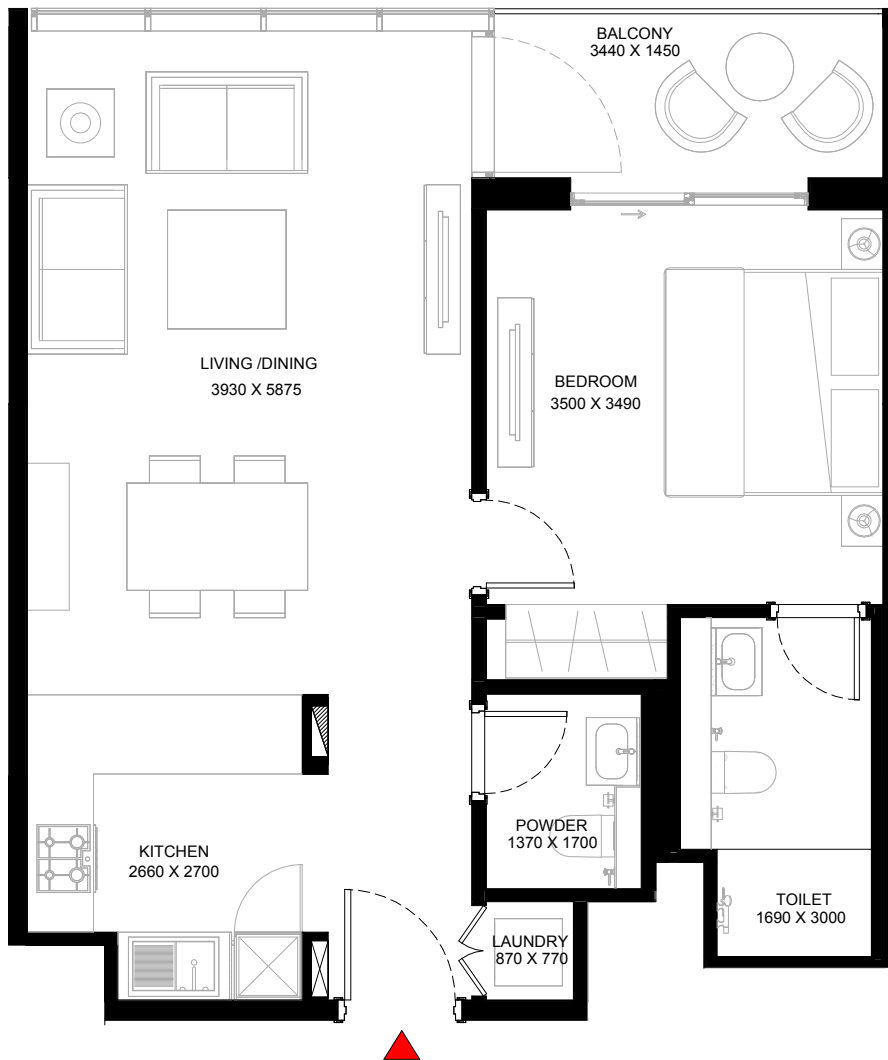 BALCONY
3440 X 1450
LIVING /DINING
3930 X 5875
BEDROOM
3500 X 3490
KITCHEN
2660 X 2700
POWDER
1370 X 1700
TOILET
1690 X 3000
LAUNDRY
870 X 770